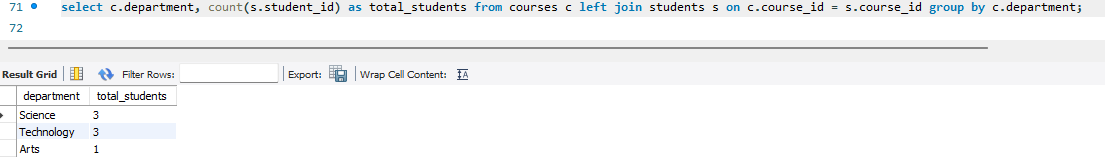 71 select c.department, count(s.student_id) as total_students from courses c left join students s on c.course_id = s.course_id group by c.department;
72
Result Grid Filter Rows: Export: Wrap Cell Content:
department total_students
Science 3
Technology 3
Arts 1